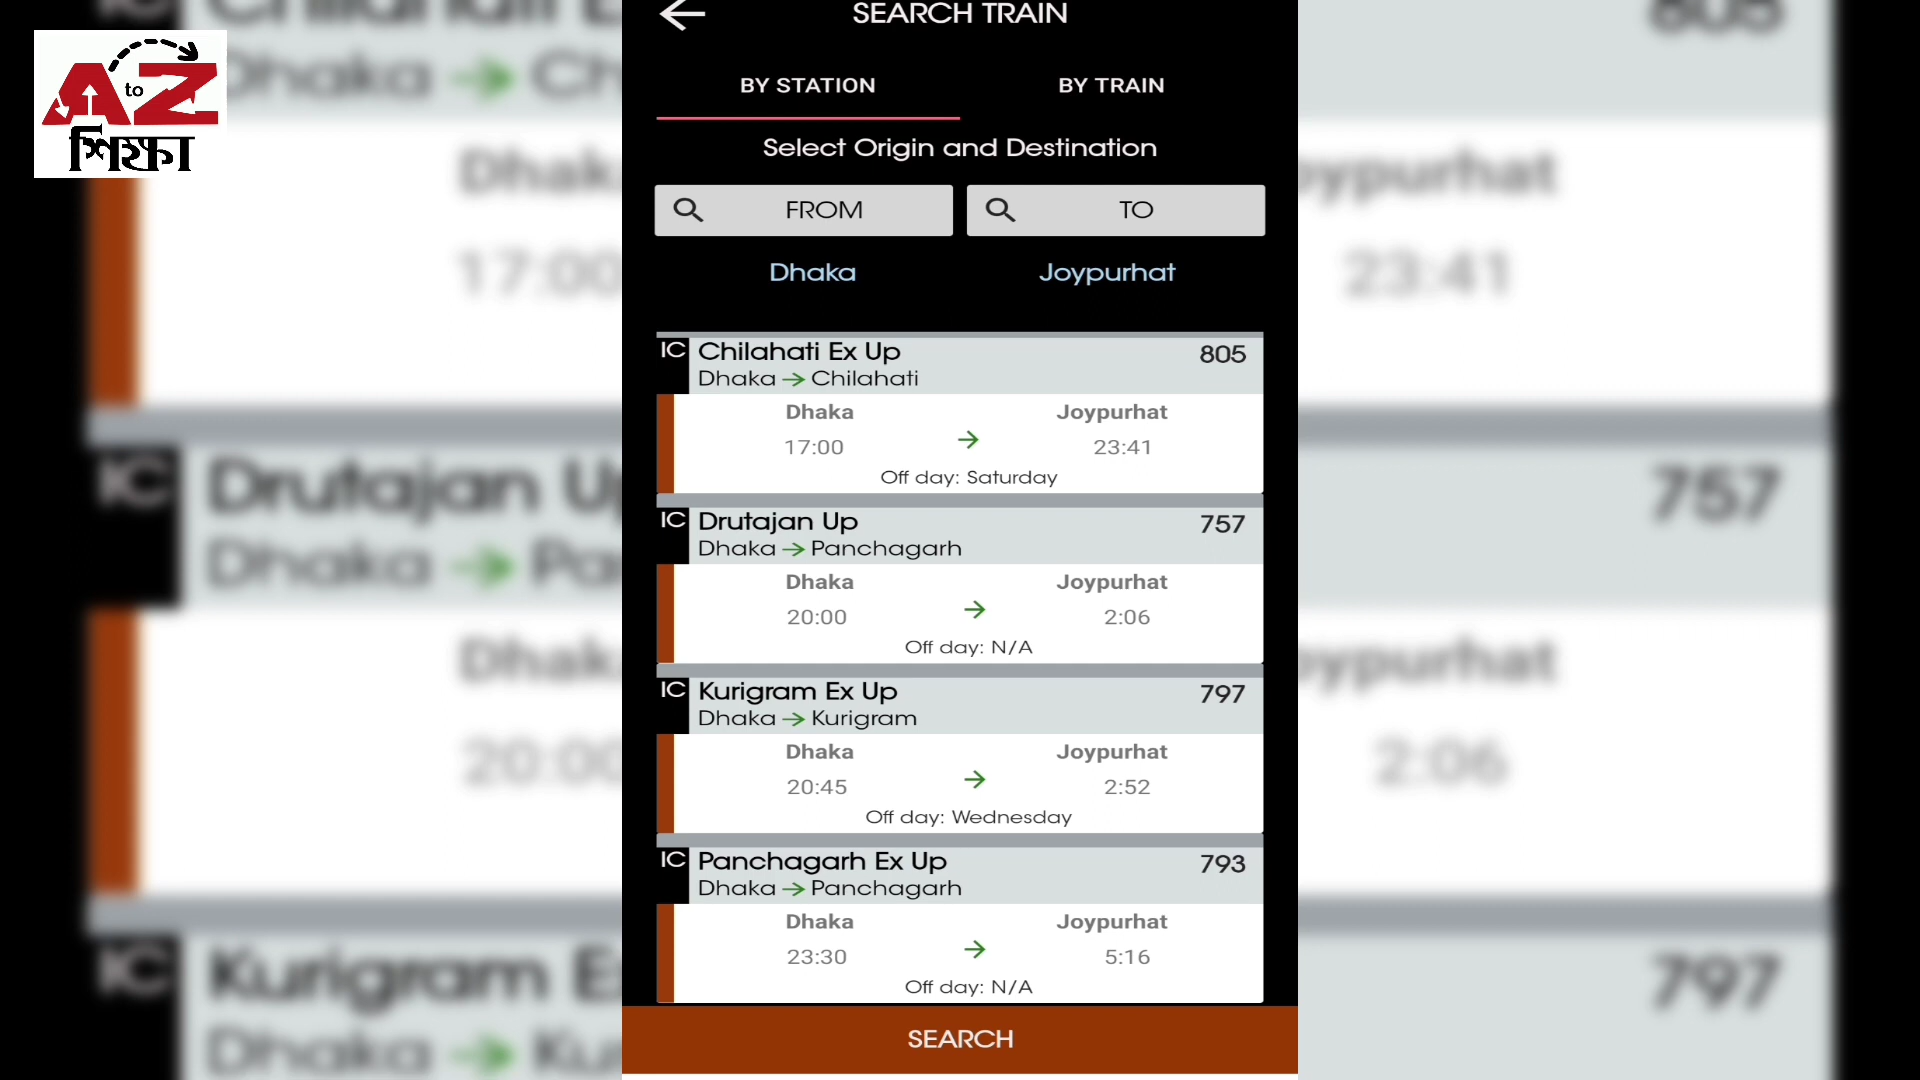 A to Z
শিক্ষা
SEARCH TRAIN
BY STATION
BY TRAIN
Select Origin and Destination
FROM
TO
Dhaka
Joypurhat
IC Chilahati Ex Up 805
Dhaka → Chilahati
Dhaka Joypurhat
17:00 → 23:41
Off day: Saturday
IC Drutajan Up 757
Dhaka → Panchagarh
Dhaka Joypurhat
20:00 → 2:06
Off day: N/A
IC Kurigram Ex Up 797
Dhaka → Kurigram
Dhaka Joypurhat
20:45 → 2:52
Off day: Wednesday
IC Panchagarh Ex Up 793
Dhaka → Panchagarh
Dhaka Joypurhat
23:30 → 5:16
Off day: N/A
SEARCH